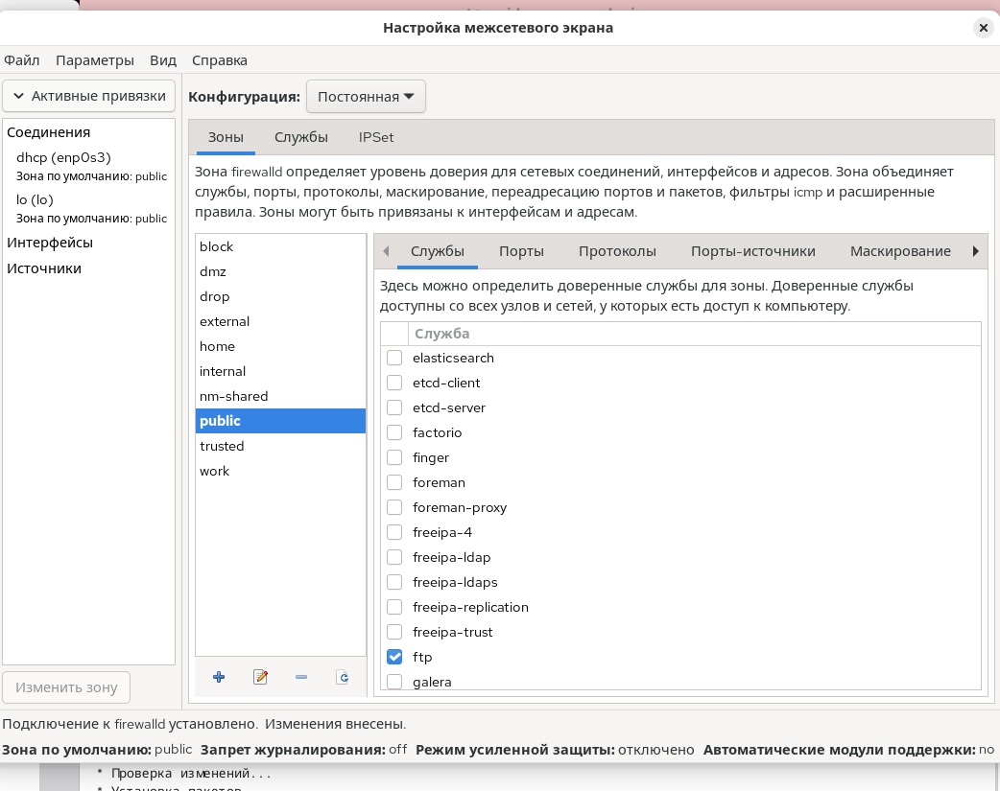 Настройка межсетевого экрана
Файл Параметры Вид Справка
Активные привязки
Конфигурация: Постоянная
Соединения
dhcp (enp0s3)
Зона по умолчанию: public
lo (lo)
Зона по умолчанию: public
Интерфейсы
Источники
Изменить зону
Зоны Службы IPSet
Зона firewalld определяет уровень доверия для сетевых соединений, интерфейсов и адресов. Зона объединяет
службы, порты, протоколы, маскирование, переадресацию портов и пакетов, фильтры icmp и расширенные
правила. Зоны могут быть привязаны к интерфейсам и адресам.
block
dmz
drop
external
home
internal
nm-shared
public
trusted
work
Службы Порты Протоколы Порты-источники Маскирование
Здесь можно определить доверенные службы для зоны. Доверенные службы
доступны со всех узлов и сетей, у которых есть доступ к компьютеру.
Служба
elasticsearch
etcd-client
etcd-server
factorio
finger
foreman
foreman-proxy
freeipa-4
freeipa-ldap
freeipa-ldaps
freeipa-replication
freeipa-trust
ftp
galera
Подключение к firewalld установлено. Изменения внесены.
Зона по умолчанию: public Запрет журналирования: off Режим усиленной защиты: отключено Автоматические модули поддержки: no
* Проверка изменений...
* Установка пакетов